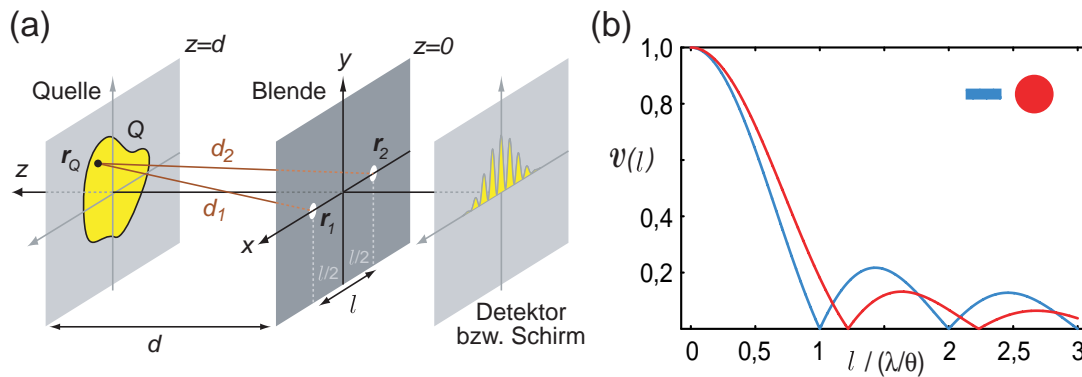 (a)
z=d
Quelle
Q
r_Q
d_2
d_1
z
d
z=0
y
Blende
r_2
r_1
x
l/2
l/2
l
Detektor
bzw. Schirm
(b)
1,0
0,8
v(l)
0,4
0,2
0
0,5
1
l / (λ/θ)
2
2,5
3